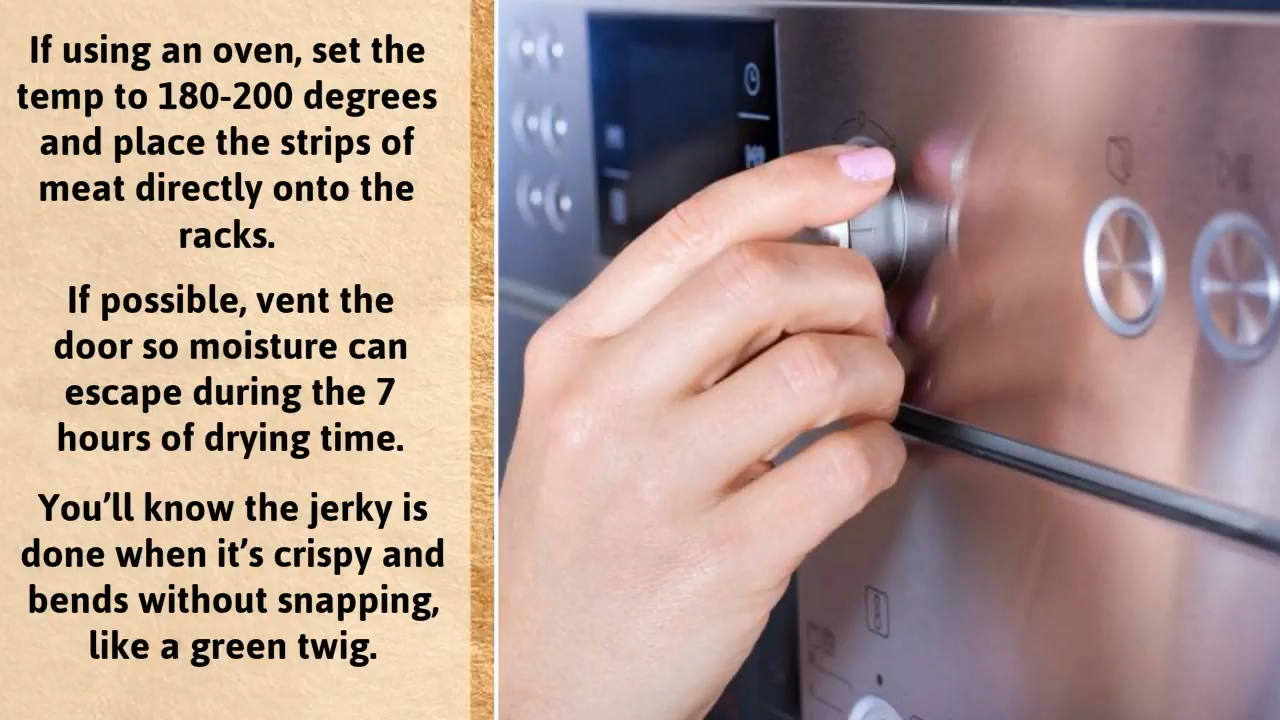 If using an oven, set the
temp to 180-200 degrees
and place the strips of
meat directly onto the
racks.
If possible, vent the
door so moisture can
escape during the 7
hours of drying time.
You’ll know the jerky is
done when it’s crispy and
bends without snapping,
like a green twig.